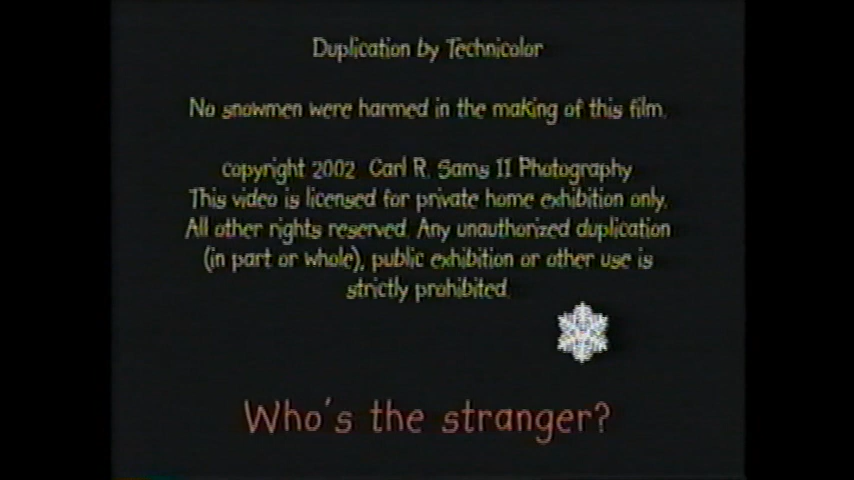 Duplication by Technicolor
No snowmen were harmed in the making of this film.
copyright 2002 Carl R. Sams II Photography
This video is licensed for private home exhibition only.
All other rights reserved. Any unauthorized duplication
(in part or whole), public exhibition or other use is
strictly prohibited.
Who's the stranger?